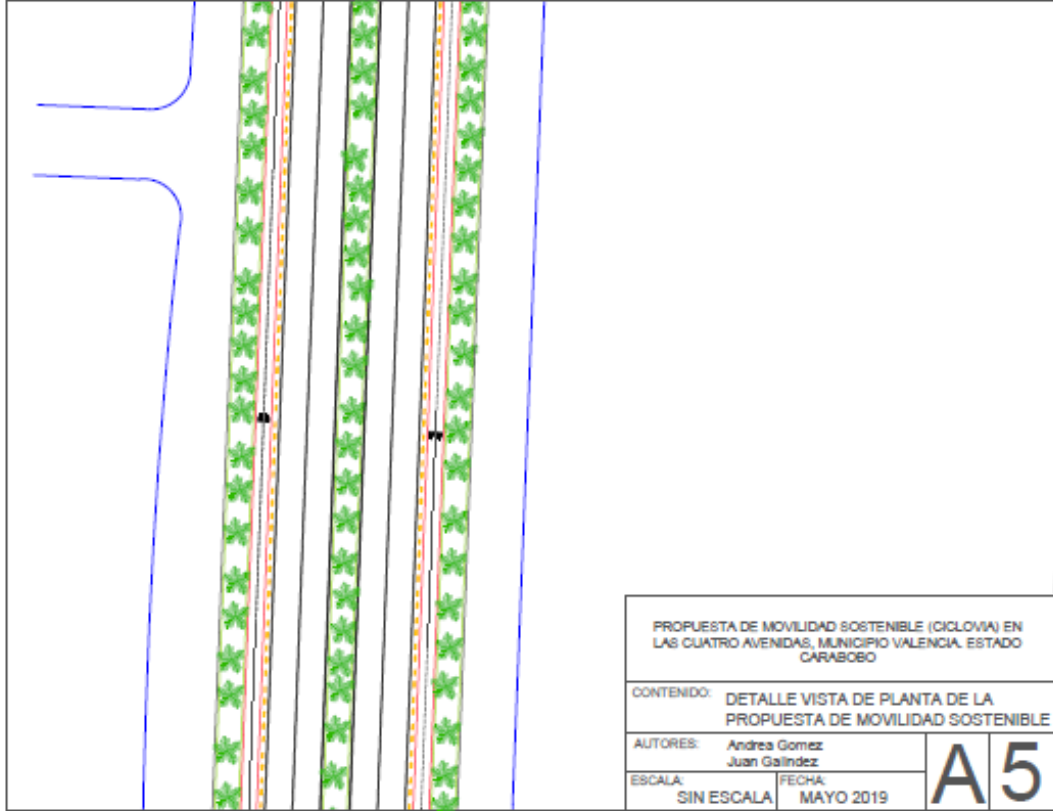 PROPUESTA DE MOVILIDAD SOSTENIBLE (CICLOVIA) EN
LAS CUATRO AVENIDAS, MUNICIPIO VALENCIA. ESTADO
CARABOBO
CONTENIDO: DETALLE VISTA DE PLANTA DE LA
PROPUESTA DE MOVILIDAD SOSTENIBLE
AUTORES: Andrea Gomez
Juan Galindez
ESCALA: SIN ESCALA
FECHA: MAYO 2019
A 5